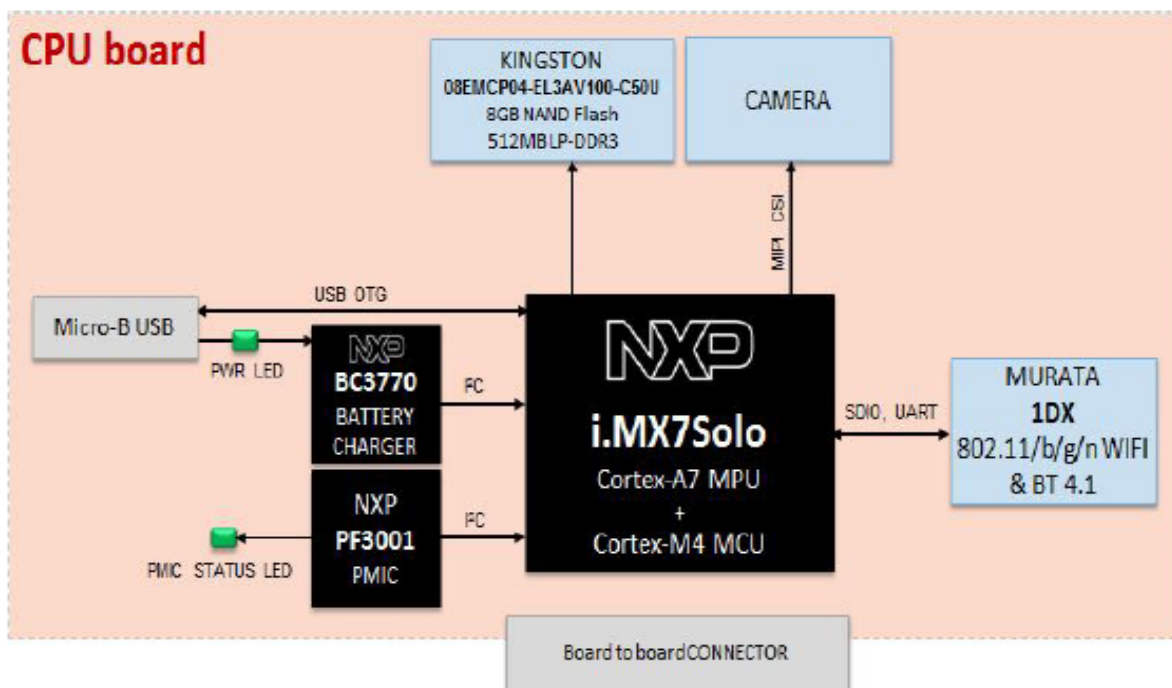 CPU board
KINGSTON
08EMCP04-EL3AV100-C50U
8GB NAND Flash
512MBLP-DDR3
CAMERA
MIPI CSI
USB OTG
Micro-B USB
PWR LED
NXP
BC3770
BATTERY
CHARGER
I²C
NXP
i.MX7Solo
Cortex-A7 MPU
+
Cortex-M4 MCU
SDIO, UART
MURATA
1DX
802.11/b/g/n WIFI
& BT 4.1
NXP
PF3001
PMIC
I²C
PMIC STATUS LED
Board to boardCONNECTOR